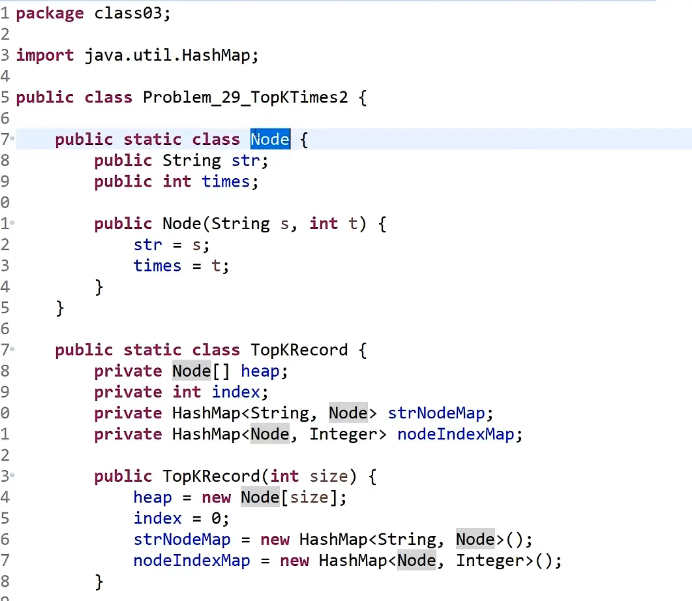 1 package class03;
2
3 import java.util.HashMap;
4
5 public class Problem_29_TopKTimes2 {
6
7 public static class Node {
8 public String str;
9 public int times;
0
1 public Node(String s, int t) {
2 str = s;
3 times = t;
4 }
5 }
6
7 public static class TopKRecord {
8 private Node[] heap;
9 private int index;
0 private HashMap<String, Node> strNodeMap;
1 private HashMap<Node, Integer> nodeIndexMap;
2
3 public TopKRecord(int size) {
4 heap = new Node[size];
5 index = 0;
6 strNodeMap = new HashMap<String, Node>();
7 nodeIndexMap = new HashMap<Node, Integer>();
8 }